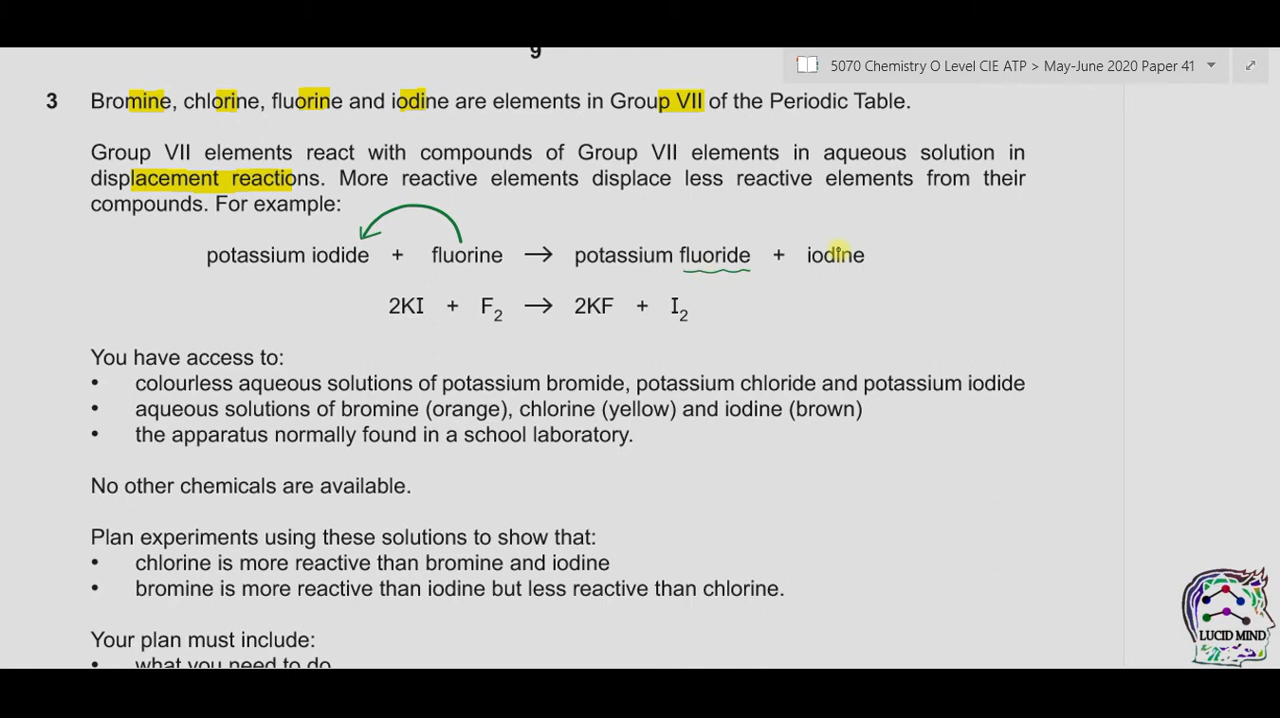 9
5070 Chemistry O Level CIE ATP > May-June 2020 Paper 41
3 Bromine, chlorine, fluorine and iodine are elements in Group VII of the Periodic Table.
Group VII elements react with compounds of Group VII elements in aqueous solution in
displacement reactions. More reactive elements displace less reactive elements from their
compounds. For example:
potassium iodide + fluorine → potassium fluoride + iodine
2KI + F₂ → 2KF + I₂
You have access to:
• colourless aqueous solutions of potassium bromide, potassium chloride and potassium iodide
• aqueous solutions of bromine (orange), chlorine (yellow) and iodine (brown)
• the apparatus normally found in a school laboratory.
No other chemicals are available.
Plan experiments using these solutions to show that:
• chlorine is more reactive than bromine and iodine
• bromine is more reactive than iodine but less reactive than chlorine.
Your plan must include:
• what you need to do
LUCID MIND